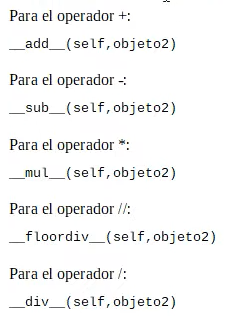 Para el operador +:
__add__(self,objeto2)
Para el operador -:
__sub__(self,objeto2)
Para el operador *:
__mul__(self,objeto2)
Para el operador //:
__floordiv__(self,objeto2)
Para el operador /:
__div__(self,objeto2)